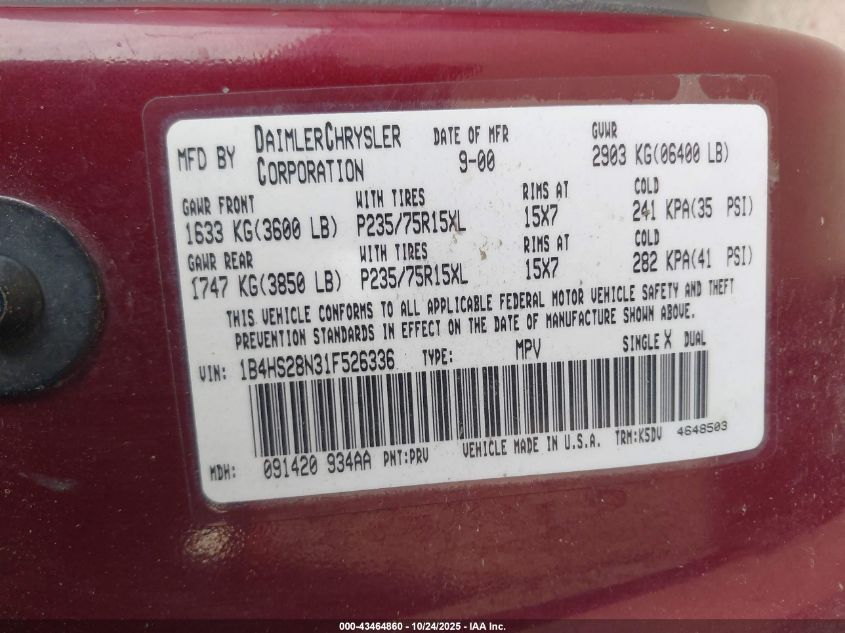 MFD BY DAIMLERCHRYSLER CORPORATION DATE OF MFR 9-00 GVWR 2903 KG(06400 LB)
GAWR FRONT WITH TIRES RIMS AT COLD
1633 KG(3600 LB) P235/75R15XL 15X7 241 KPA(35 PSI)
GAWR REAR WITH TIRES RIMS AT COLD
1747 KG(3850 LB) P235/75R15XL 15X7 282 KPA(41 PSI)
THIS VEHICLE CONFORMS TO ALL APPLICABLE FEDERAL MOTOR VEHICLE SAFETY AND THEFT
PREVENTION STANDARDS IN EFFECT ON THE DATE OF MANUFACTURE SHOWN ABOVE.
VIN: 1B4HS28N31F526336 TYPE: MPV SINGLE X DUAL
MDH: 091420 934AA PNT:PRV VEHICLE MADE IN U.S.A. TRM:K5DV 4648503
000-43464860 • 10/24/2025 • IAA Inc.